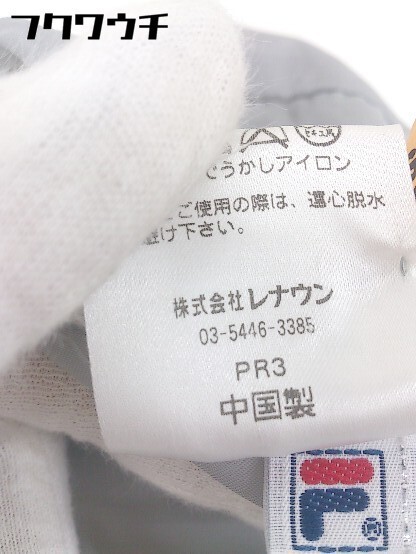 フクワウチ
でうかしアイロン
ご使用の際は、遠心脱水
避け下さい。
株式会社レナウン
03-5446-3385
PR3
中国製
F
®